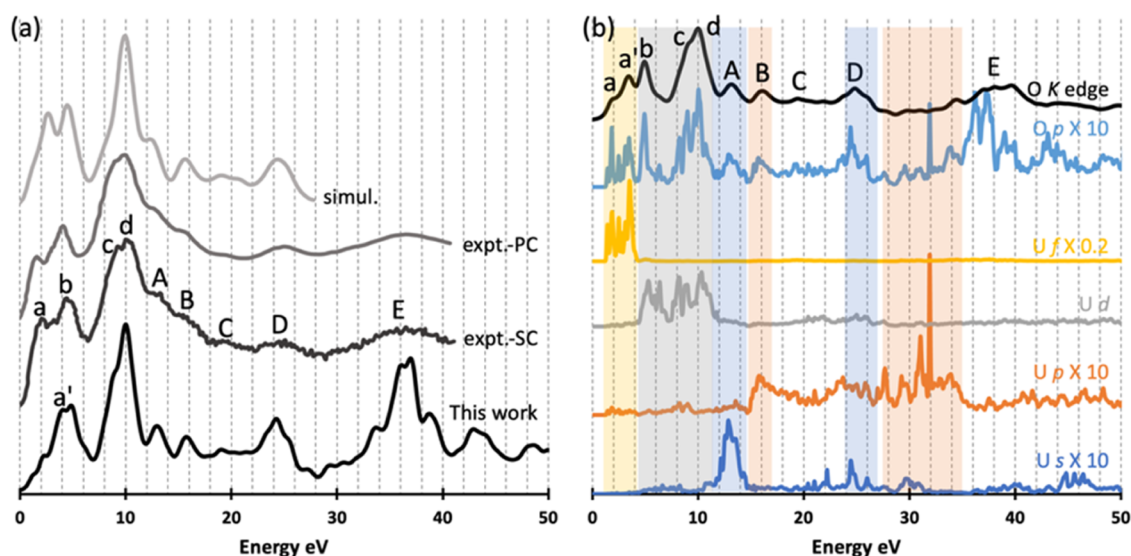 (a)
simul.
expt.-PC
d
c
b
A
a
B
C
D
E
expt.-SC
a'
This work
0 10 20 30 40 50
Energy eV
(b)
d
c
a'
b
a
A
B
C
D
E
O K edge
O p X 10
U f X 0.2
U d
U p X 10
U s X 10
0 10 20 30 40 50
Energy eV